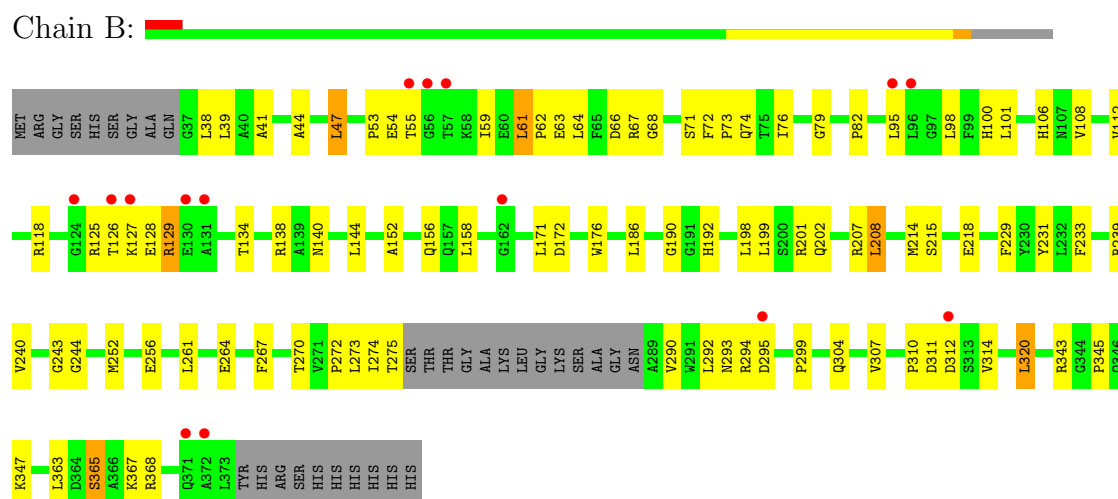 Chain B:
MET ARG GLY SER HIS SER GLY ALA GLN G37 L38 L39 A40 A41 A44 L47 P53 E54 T55 G56 T57 K58 I59 E60 L61 P62 E63 L64 F65 D66 R67 G68 S71 F72 P73 Q74 T75 I76 G79 P82 L95 L96 G97 L98 F99 H100 L101 H106 N107 V108 V112
R118 G124 R125 T126 K127 E128 R129 E130 A131 T134 R138 A139 N140 L144 A152 Q156 Q157 L158 G162 L171 D172 W176 L186 G190 G191 H192 L198 L199 S200 R201 Q202 R207 L208 M214 S215 E218 F229 Y230 Y231 L232 F233
V240 G243 G244 M252 E256 L261 E264 F267 T270 V271 P272 L273 I274 T275 SER THR THR GLY ALA LYS LEU GLY LYS SER ALA GLY ASN A289 V290 W291 L292 N293 R294 D295 P299 Q304 V307 P310 D311 D312 S313 V314 L320 R343 G344 P345
K347 L363 D364 S365 A366 K367 R368 Q371 A372 L373 TYR HIS ARG SER HIS HIS HIS HIS HIS HIS